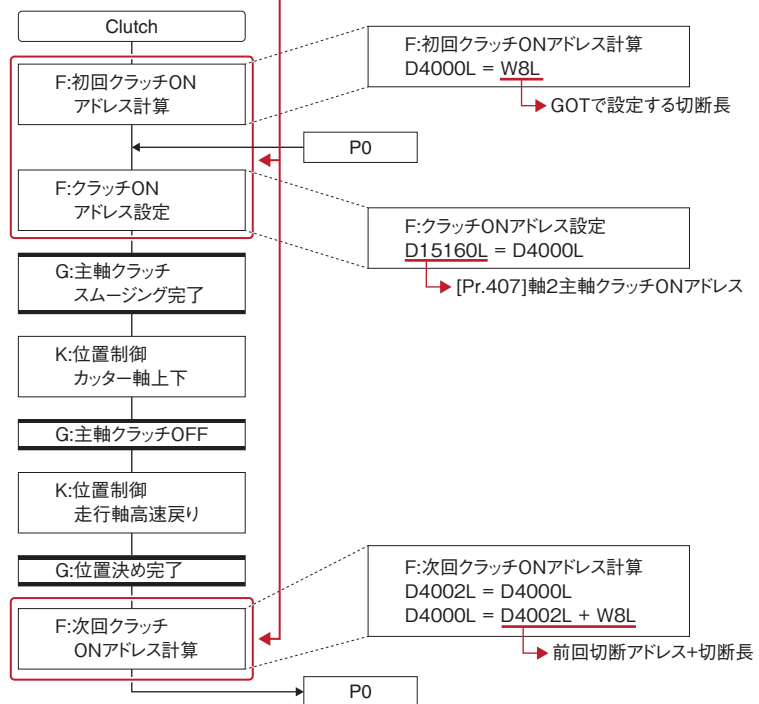 Clutch
F:初回クラッチON
アドレス計算
F:初回クラッチONアドレス計算
D4000L = W8L
GOTで設定する切断長
P0
F:クラッチON
アドレス設定
F:クラッチONアドレス設定
D15160L = D4000L
[Pr.407]軸2主軸クラッチONアドレス
G:主軸クラッチ
スムージング完了
K:位置制御
カッター軸上下
G:主軸クラッチOFF
K:位置制御
走行軸高速戻り
G:位置決め完了
F:次回クラッチ
ONアドレス計算
F:次回クラッチONアドレス計算
D4002L = D4000L
D4000L = D4002L + W8L
前回切断アドレス+切断長
P0